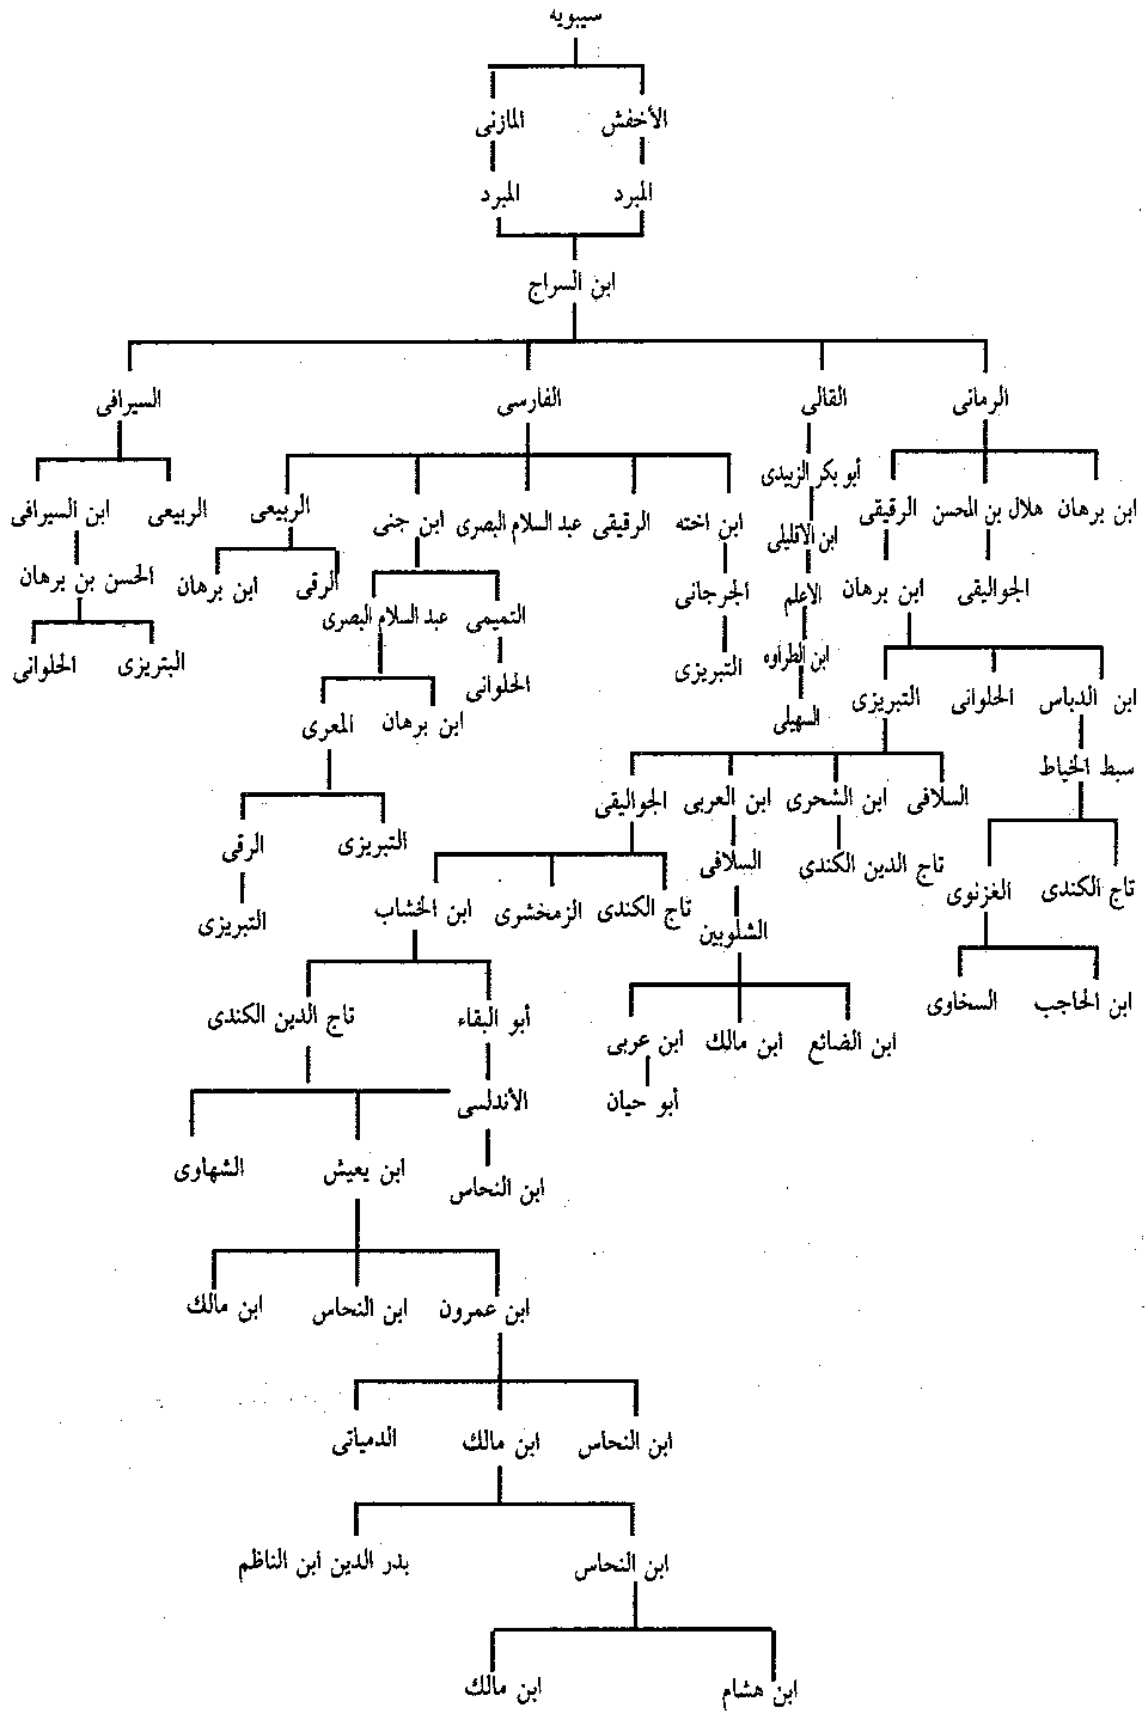 سيبويه
الأخفش المازنى
المبرد المبرد
ابن السراج
الرمانى القالى الفارسى السيرافى
أبو بكر الزبيدى
ابن برهان هلال بن المحسن الرقيقى ابن اخته الرقيقى عبد السلام البصرى ابن جنى الربيعى الربيعى ابن السيرافى
ابن الاقليلى
الجواليقى ابن برهان الاعلم الجرجانى التميمى عبد السلام البصرى الرقى ابن برهان الحسن بن برهان
ابن الطراوه التبريزى الحلوانى البتريزى الحلوانى
ابن الدباس الحلوانى التبريزى السهيلى ابن برهان المعرى
سبط الخياط
السلافى ابن الشحرى ابن العربى الجواليقى
التبريزى الرقى
تاج الدين الكندى السلافى
تاج الكندى الغزنوى تاج الكندى الزمخشرى ابن الخشاب التبريزى
الشلوبين
ابن الحاجب السخاوى أبو البقاء تاج الدين الكندى
ابن الضائع ابن مالك ابن عربى
أبو حيان الأندلسى
ابن يعيش الشهاوى
ابن النحاس
ابن عمرون ابن النحاس ابن مالك
ابن النحاس ابن مالك الدمياتى
ابن النحاس بدر الدين ابن الناظم
ابن هشام ابن مالك